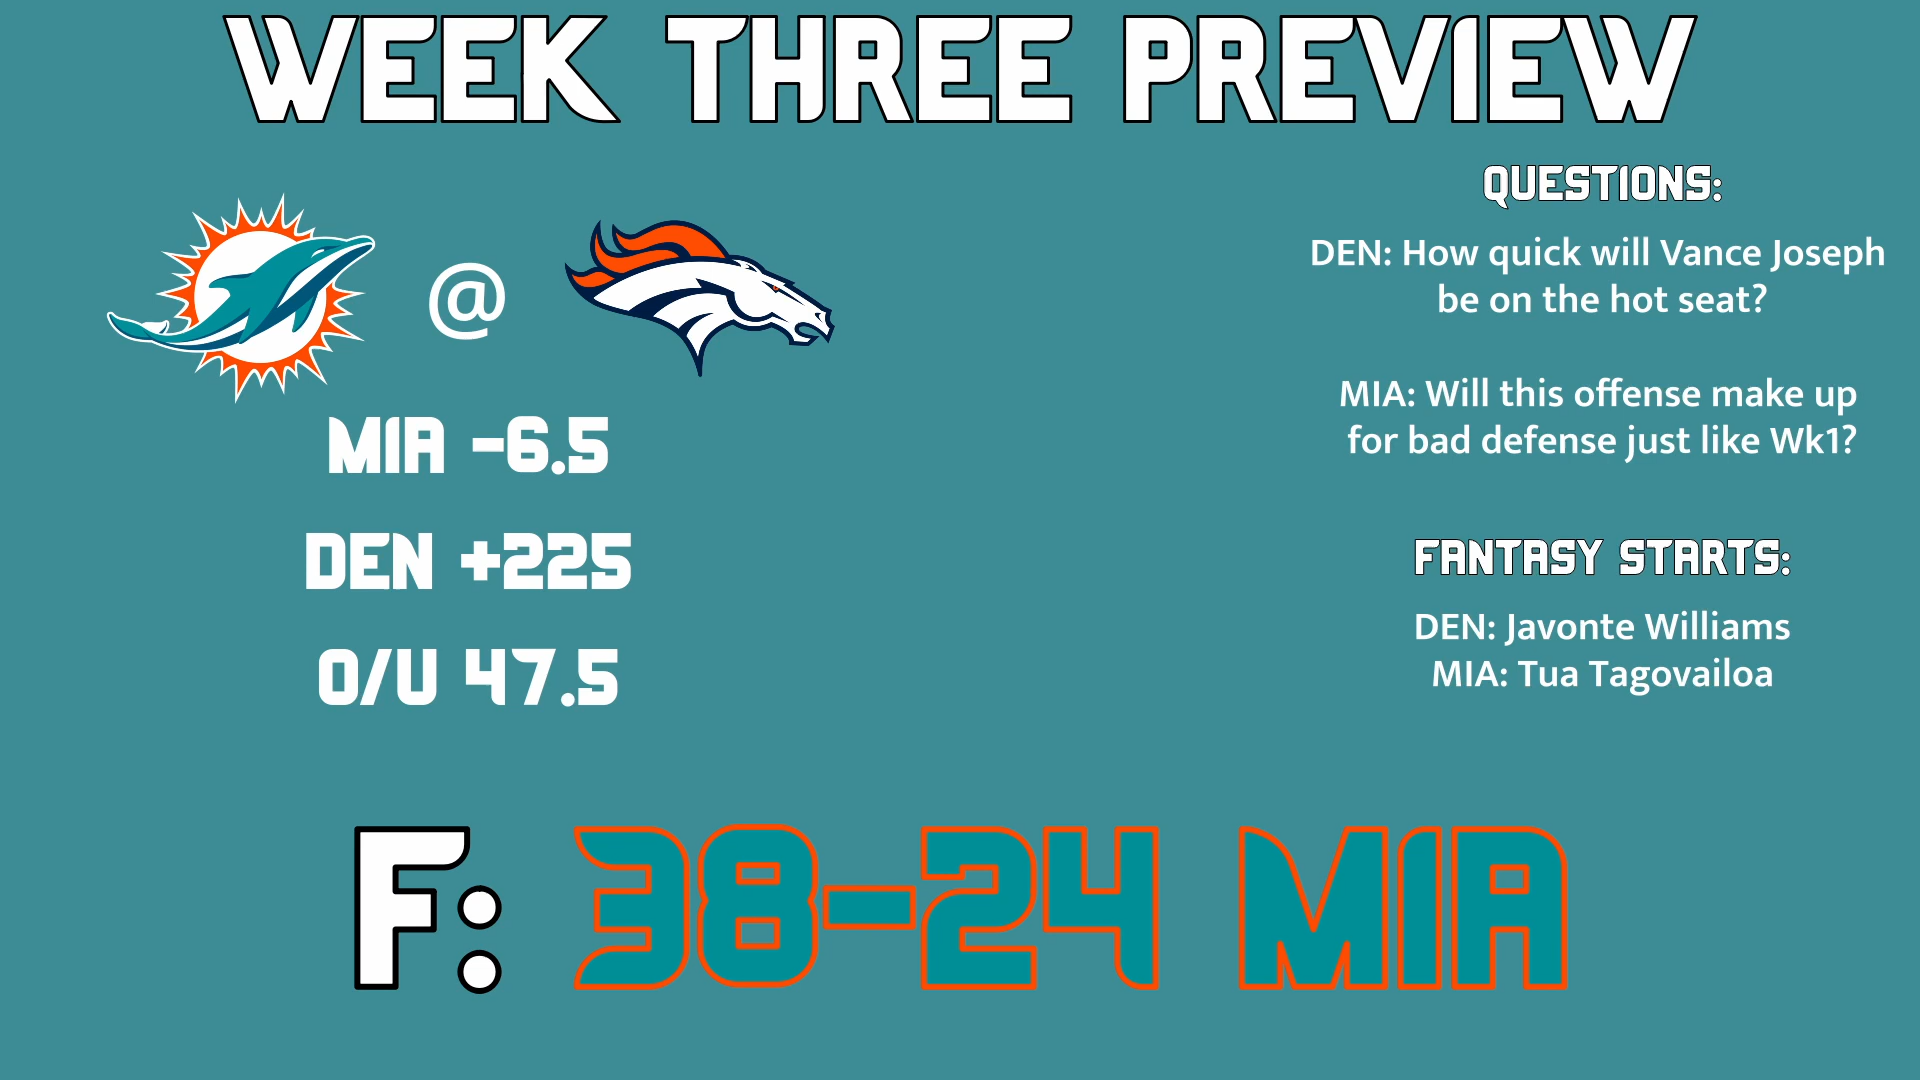 WEEK THREE PREVIEW
@
MIA -6.5
DEN +225
O/U 47.5
QUESTIONS:
DEN: How quick will Vance Joseph
be on the hot seat?
MIA: Will this offense make up
for bad defense just like Wk1?
FANTASY STARTS:
DEN: Javonte Williams
MIA: Tua Tagovailoa
F: 38-24 MIA